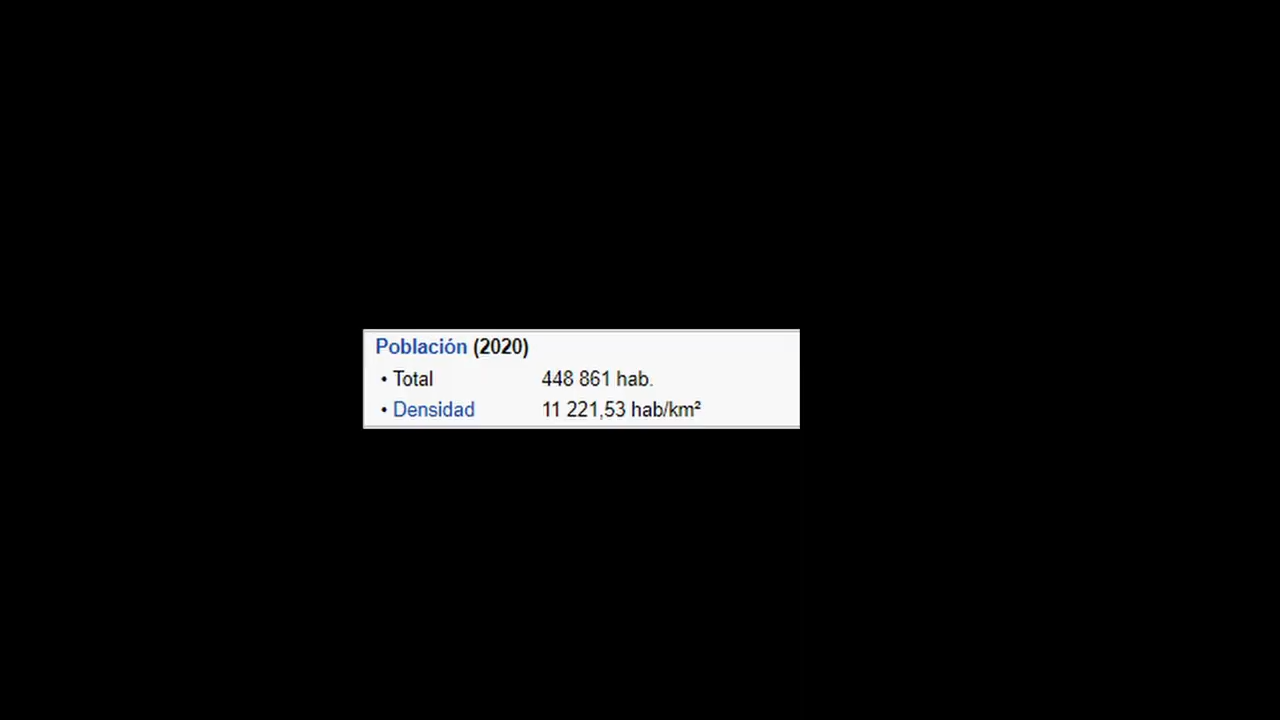 Población (2020)
• Total 448 861 hab.
• Densidad 11 221,53 hab/km²